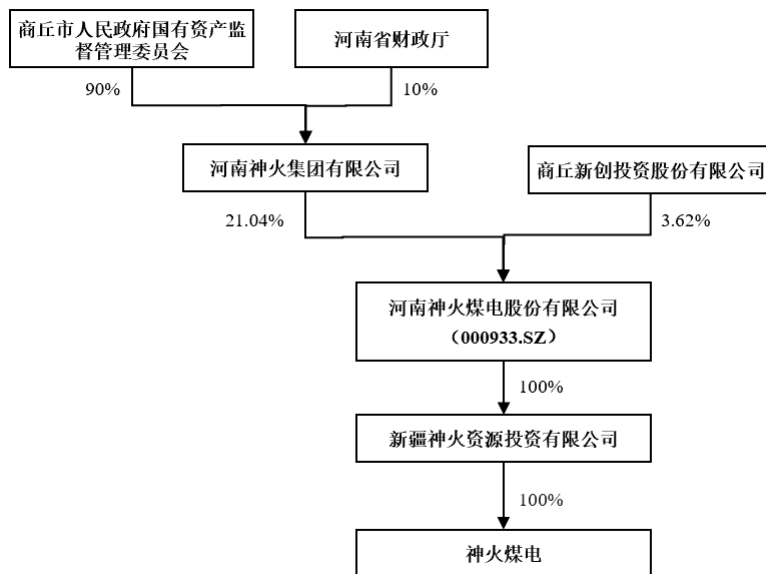 商丘市人民政府国有资产监
督管理委员会
河南省财政厅
90%
10%
河南神火集团有限公司
商丘新创投资股份有限公司
21.04%
3.62%
河南神火煤电股份有限公司
（000933.SZ）
100%
新疆神火资源投资有限公司
100%
神火煤电